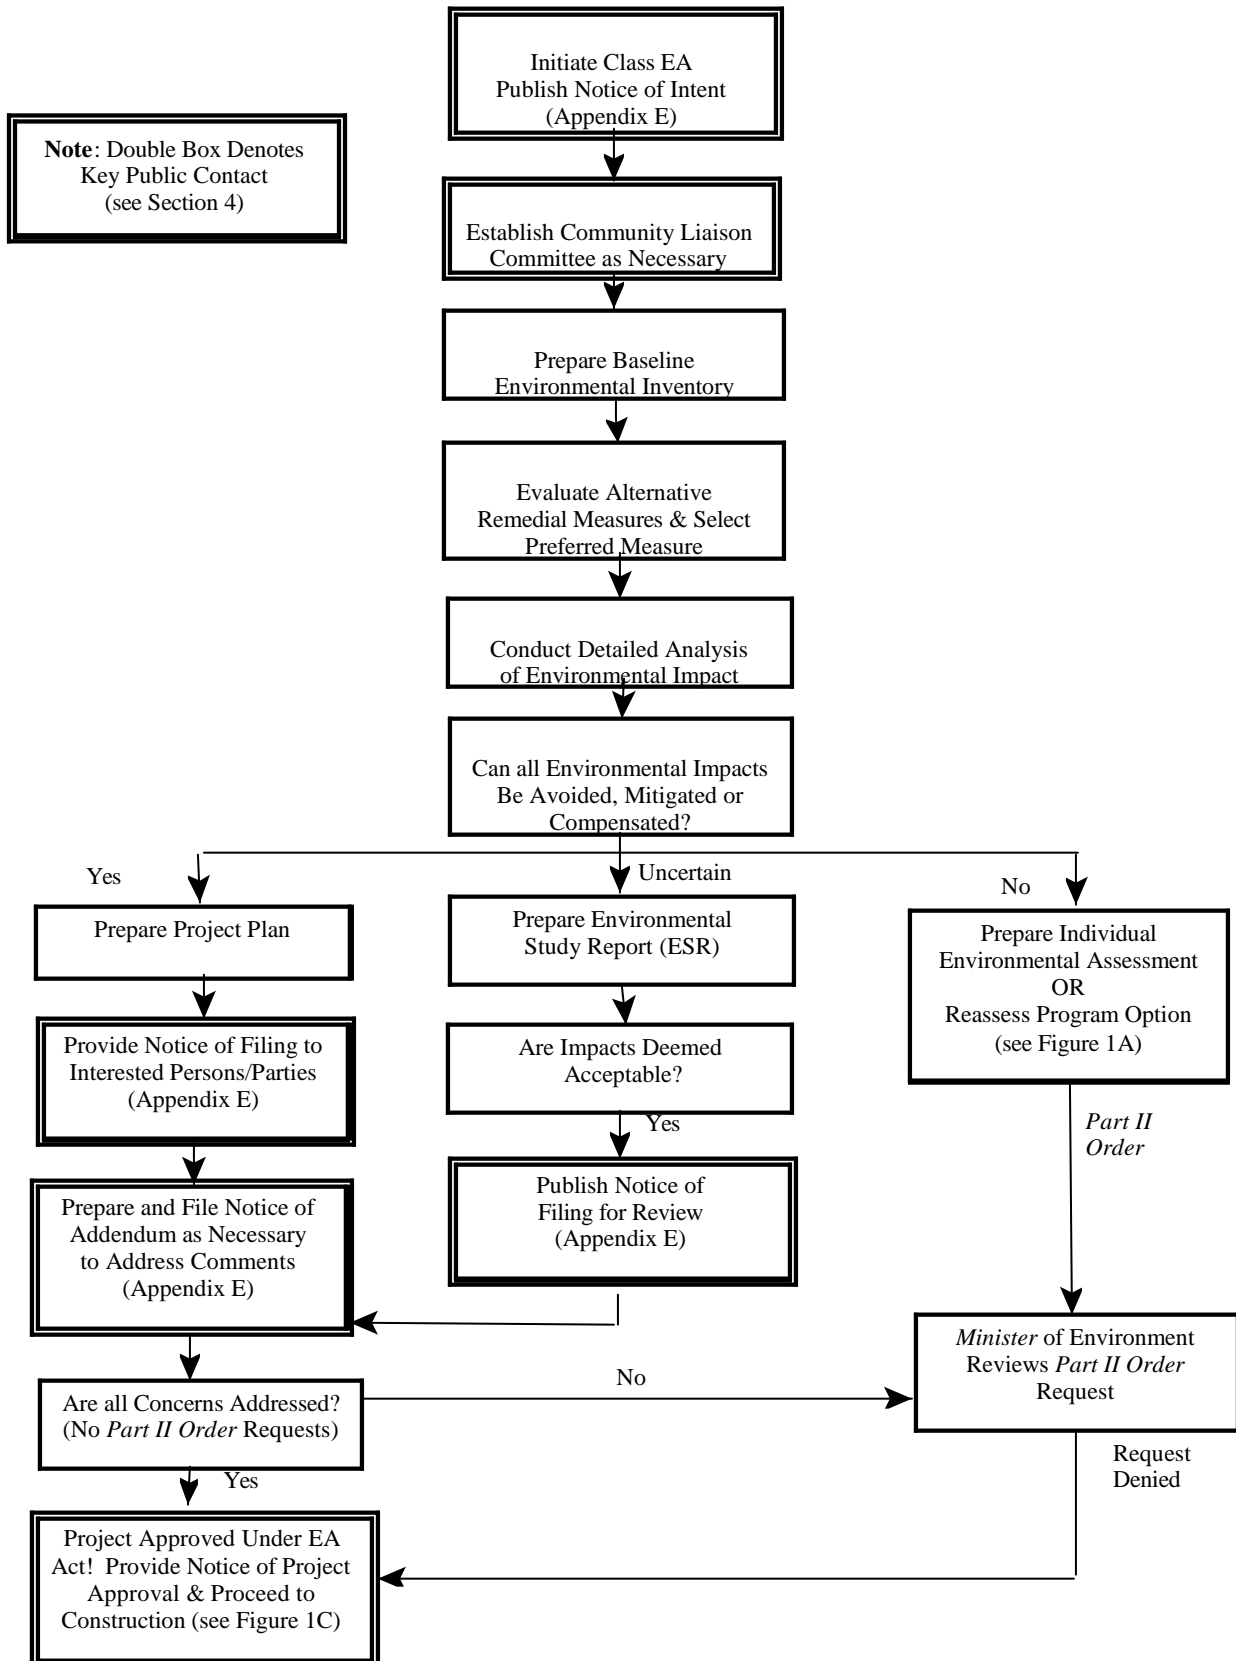 Initiate Class EA
Publish Notice of Intent
(Appendix E)
Note: Double Box Denotes
Key Public Contact
(see Section 4)
Establish Community Liaison
Committee as Necessary
Prepare Baseline
Environmental Inventory
Evaluate Alternative
Remedial Measures & Select
Preferred Measure
Conduct Detailed Analysis
of Environmental Impact
Can all Environmental Impacts
Be Avoided, Mitigated or
Compensated?
Yes
Uncertain
No
Prepare Project Plan
Prepare Environmental
Study Report (ESR)
Prepare Individual
Environmental Assessment
OR
Reassess Program Option
(see Figure 1A)
Provide Notice of Filing to
Interested Persons/Parties
(Appendix E)
Are Impacts Deemed
Acceptable?
Yes
Part II
Order
Prepare and File Notice of
Addendum as Necessary
to Address Comments
(Appendix E)
Publish Notice of
Filing for Review
(Appendix E)
Minister of Environment
Reviews Part II Order
Request
Are all Concerns Addressed?
(No Part II Order Requests)
No
Yes
Request
Denied
Project Approved Under EA
Act! Provide Notice of Project
Approval & Proceed to
Construction (see Figure 1C)